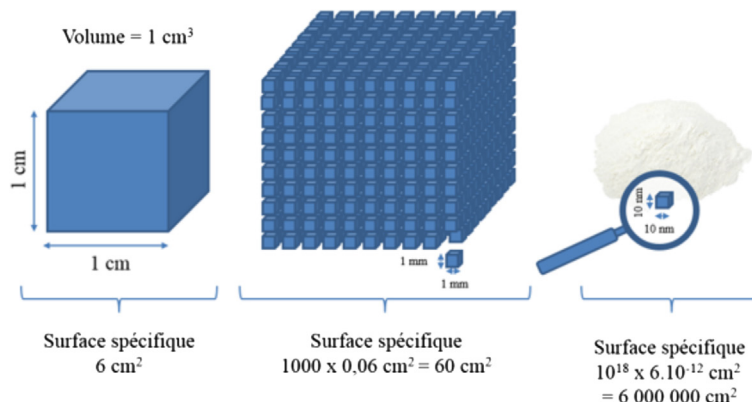 Volume = 1 cm³
1 cm
1 cm
Surface spécifique
6 cm²
1 mm
1 mm
Surface spécifique
1000 x 0,06 cm² = 60 cm²
10 nm
10 nm
Surface spécifique
10¹⁸ x 6.10⁻¹² cm²
= 6 000 000 cm²